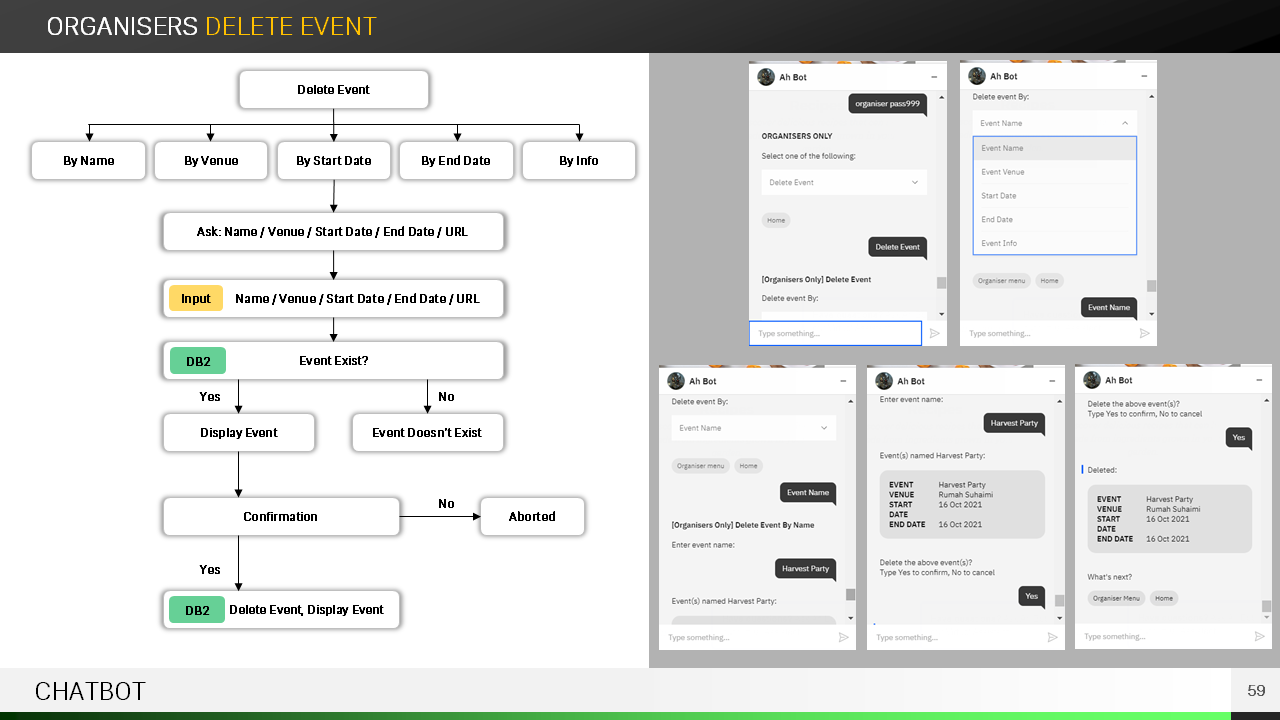 ORGANISERS DELETE EVENT
Delete Event
By Name
By Venue
By Start Date
By End Date
By Info
Ask: Name / Venue / Start Date / End Date / URL
Input
Name / Venue / Start Date / End Date / URL
DB2
Event Exist?
Yes
No
Display Event
Event Doesn't Exist
Confirmation
No
Aborted
Yes
DB2
Delete Event, Display Event
Ah Bot
organiser pass999
ORGANISERS ONLY
Select one of the following:
Delete Event
Home
Delete Event
[Organisers Only] Delete Event
Delete event By:
Type something...
Ah Bot
Delete event By:
Event Name
Event Name
Event Venue
Start Date
End Date
Event Info
Organiser menu
Home
Event Name
Type something...
Ah Bot
Delete event By:
Event Name
Organiser menu
Home
Event Name
[Organisers Only] Delete Event By Name
Enter event name:
Harvest Party
Event(s) named Harvest Party:
Type something...
Ah Bot
Enter event name:
Harvest Party
Event(s) named Harvest Party:
EVENT Harvest Party
VENUE Rumah Suhaimi
START 16 Oct 2021
DATE
END DATE 16 Oct 2021
Delete the above event(s)?
Type Yes to confirm, No to cancel
Yes
Type something...
Ah Bot
Delete the above event(s)?
Type Yes to confirm, No to cancel
Yes
Deleted:
EVENT Harvest Party
VENUE Rumah Suhaimi
START 16 Oct 2021
DATE
END DATE 16 Oct 2021
What's next?
Organiser Menu
Home
Type something...
CHATBOT
59